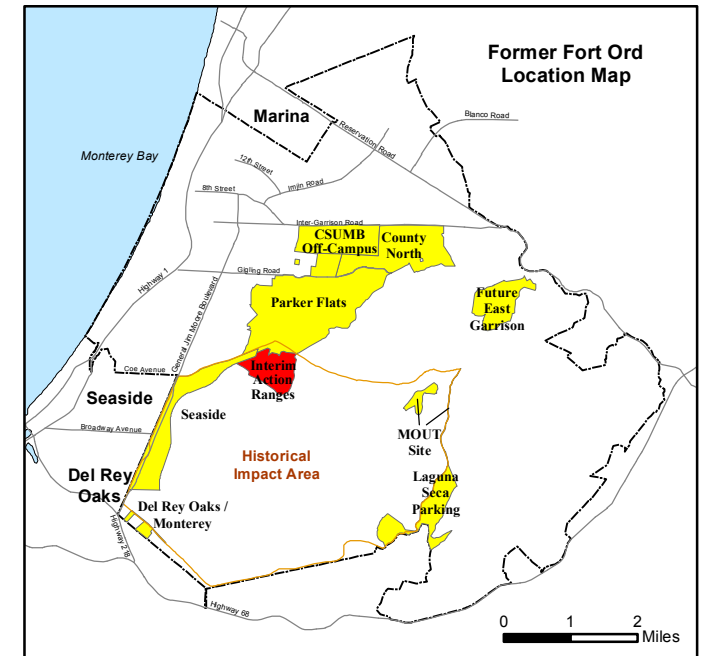 Former Fort Ord
Location Map
Marina
Blanco Road
Reservation Road
Monterey Bay
12th Street
Imjin Road
8th Street
Inter-Garrison Road
CSUMB
Off-Campus
County
North
Gigling Road
Highway 1
General Jim Moore Boulevard
Parker Flats
Future
East
Garrison
Coe Avenue
Interim
Action
Ranges
Seaside
Seaside
Broadway Avenue
MOUT
Site
Historical
Impact Area
Del Rey
Oaks
Laguna
Seca
Parking
Del Rey Oaks /
Monterey
Highway 218
Highway 68
0 1 2
Miles